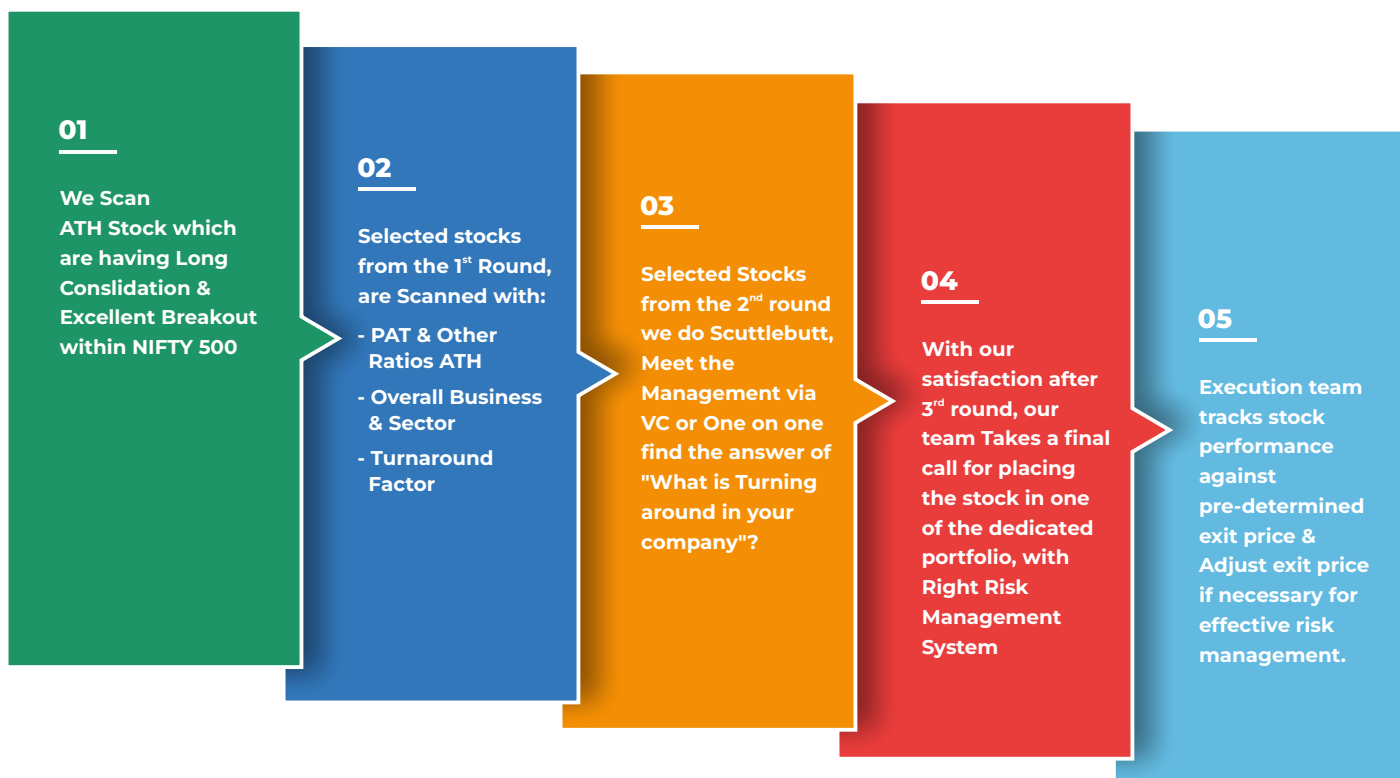 01
We Scan
ATH Stock which
are having Long
Conslidation &
Excellent Breakout
within NIFTY 500
02
Selected stocks
from the 1st Round,
are Scanned with:
- PAT & Other
Ratios ATH
- Overall Business
& Sector
- Turnaround
Factor
03
Selected Stocks
from the 2nd round
we do Scuttlebutt,
Meet the
Management via
VC or One on one
find the answer of
"What is Turning
around in your
company"?
04
With our
satisfaction after
3rd round, our
team Takes a final
call for placing
the stock in one
of the dedicated
portfolio, with
Right Risk
Management
System
05
Execution team
tracks stock
performance
against
pre-determined
exit price &
Adjust exit price
if necessary for
effective risk
management.